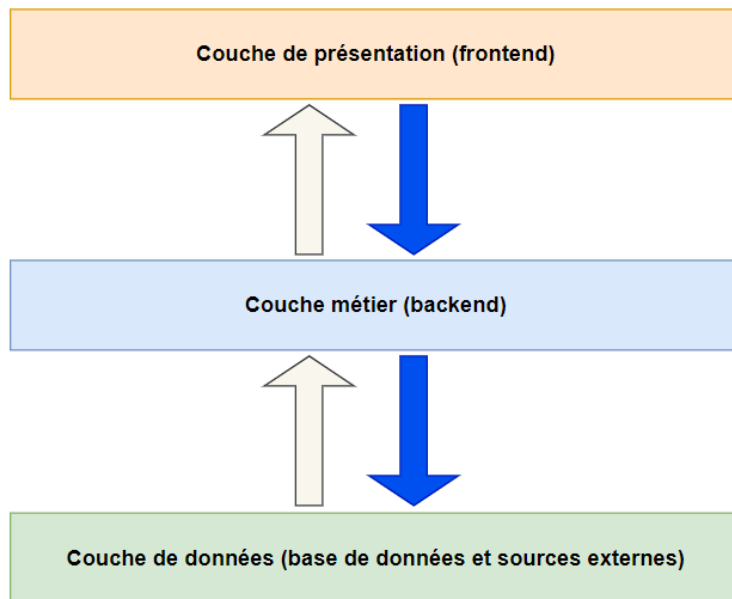 Couche de présentation (frontend)
Couche métier (backend)
Couche de données (base de données et sources externes)